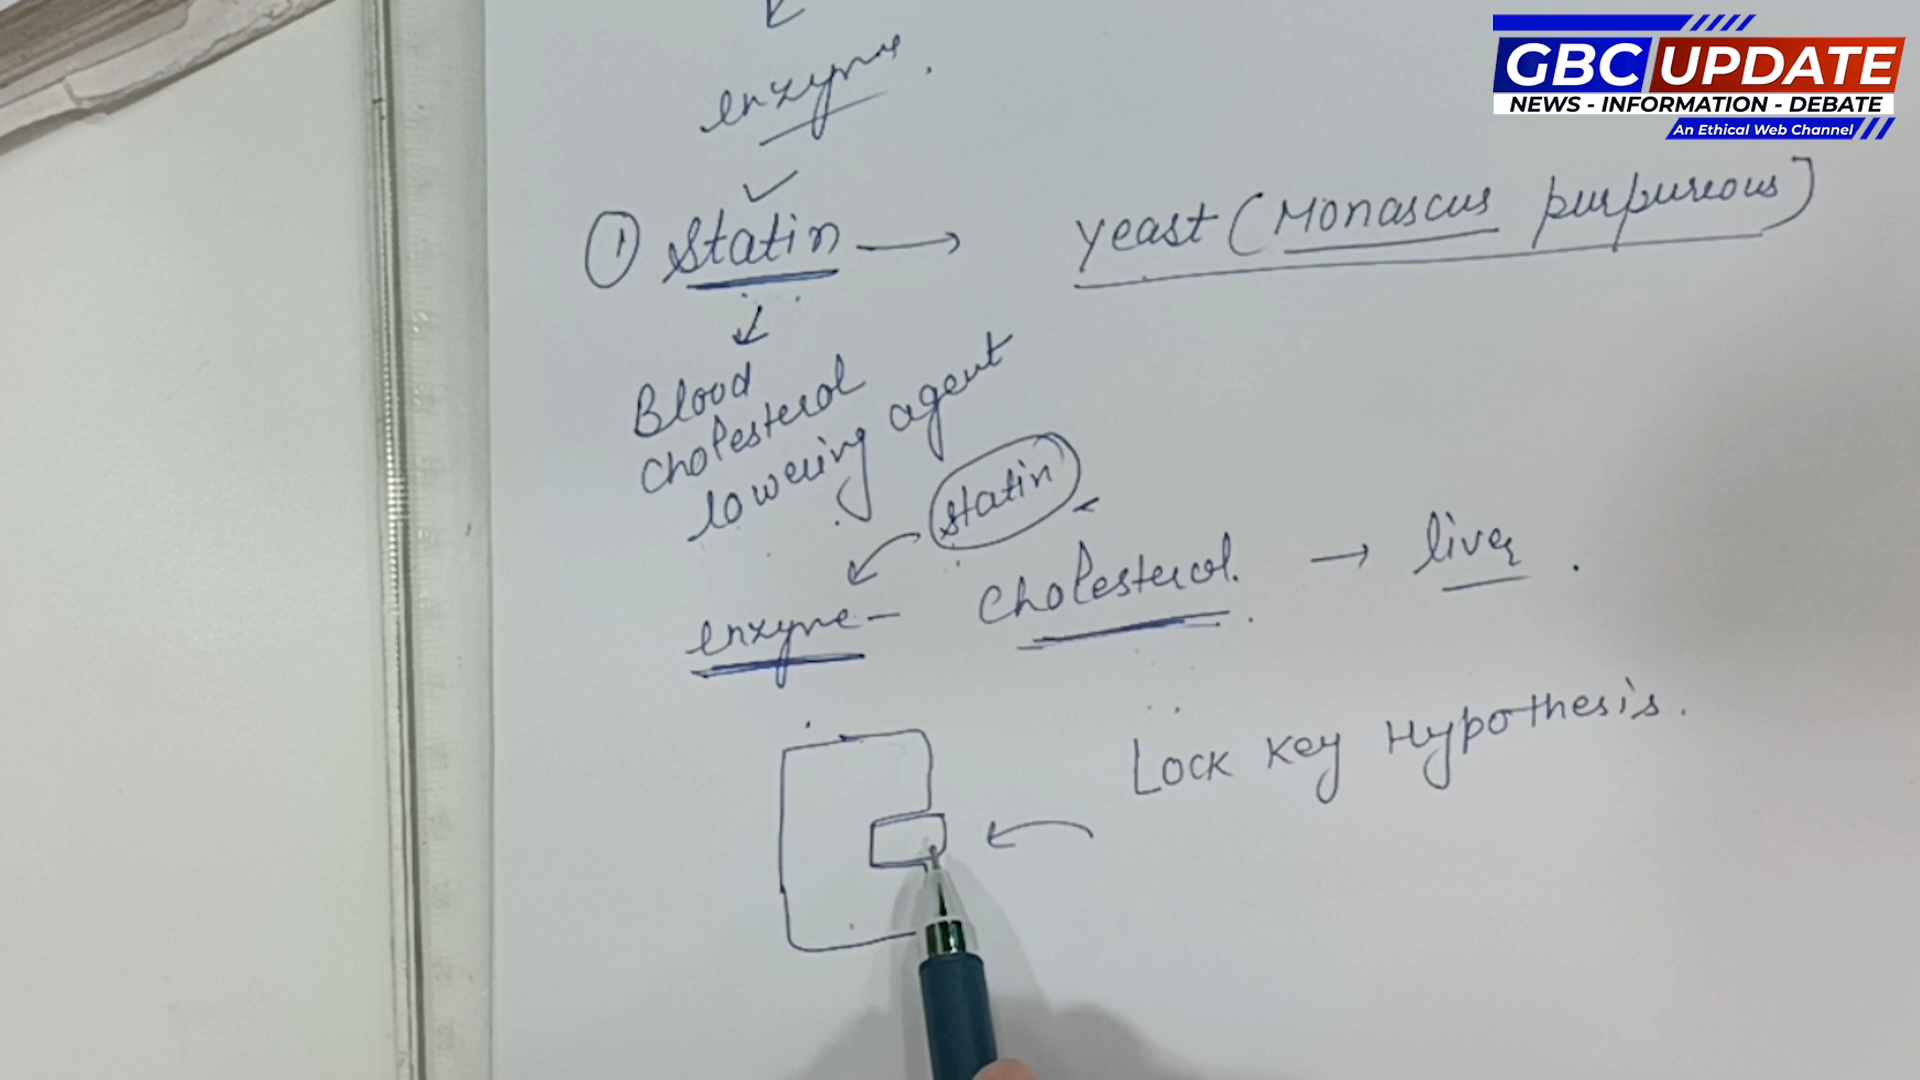 GBC UPDATE
NEWS - INFORMATION - DEBATE
An Ethical Web Channel
enzyme.
① Statin → yeast (Monascus purpureous)
Blood
cholesterol
lowering agent
statin
enzyme - cholesterol. → liver.
Lock Key Hypothesis.